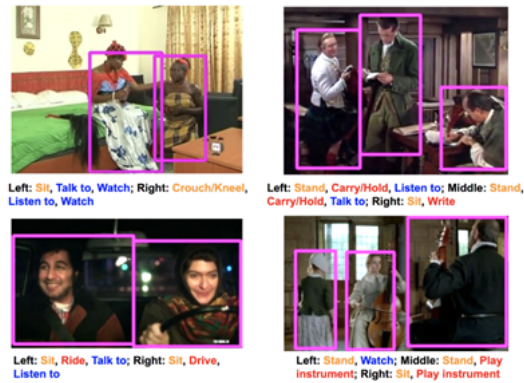 Left: Sit, Talk to, Watch; Right: Crouch/Kneel,
Listen to, Watch
Left: Stand, Carry/Hold, Listen to; Middle: Stand,
Carry/Hold, Talk to; Right: Sit, Write
Left: Sit, Ride, Talk to; Right: Sit, Drive,
Listen to
Left: Stand, Watch; Middle: Stand, Play
instrument; Right: Sit, Play instrument